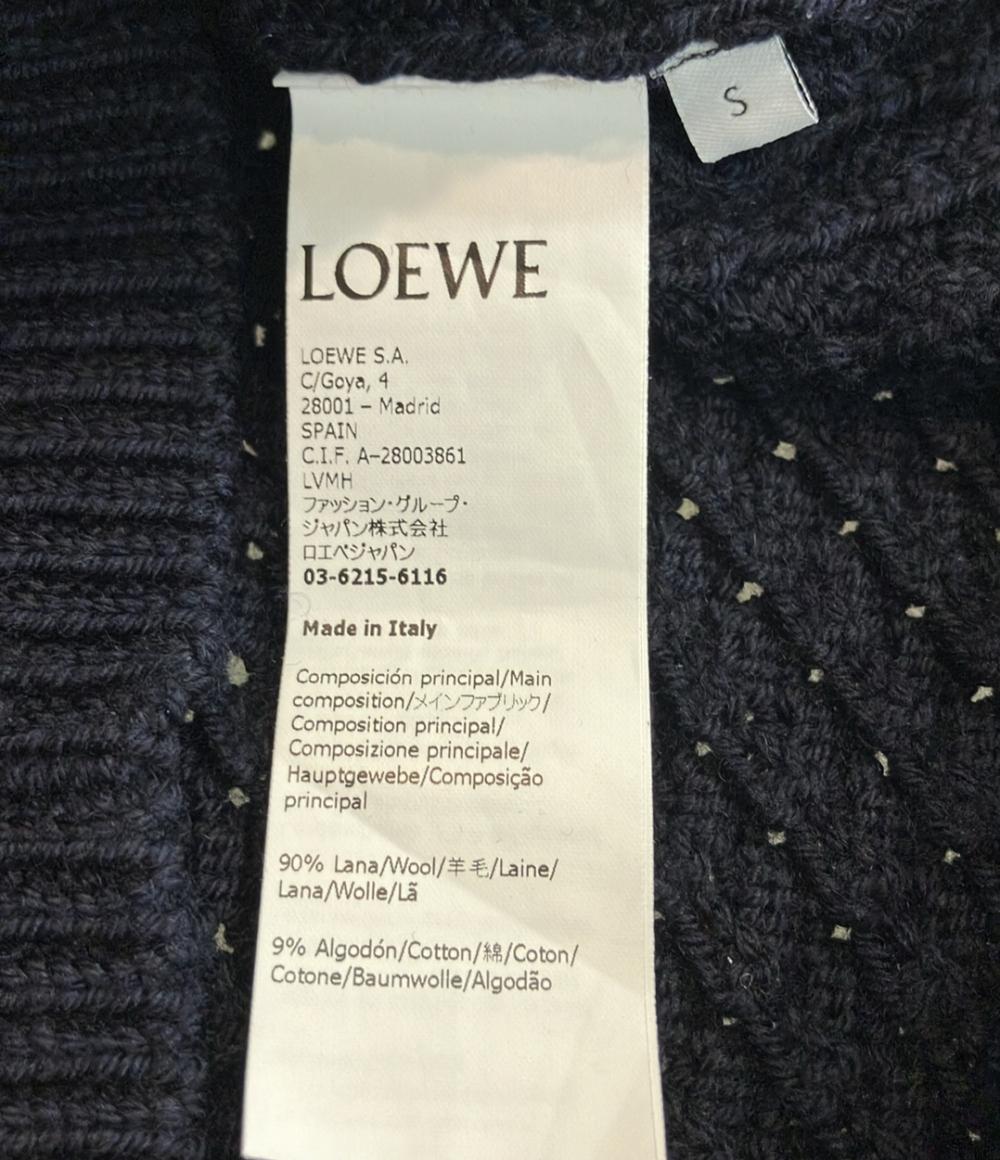 S
LOEWE
LOEWE S.A.
C/Goya, 4
28001 – Madrid
SPAIN
C.I.F. A–28003861
LVMH
ファッション・グループ・
ジャパン株式会社
ロエベジャパン
03-6215-6116
Made in Italy
Composición principal/Main
composition/メインファブリック/
Composition principal/
Composizione principale/
Hauptgewebe/Composição
principal
90% Lana/Wool/羊毛/Laine/
Lana/Wolle/Lã
9% Algodón/Cotton/綿/Coton/
Cotone/Baumwolle/Algodão